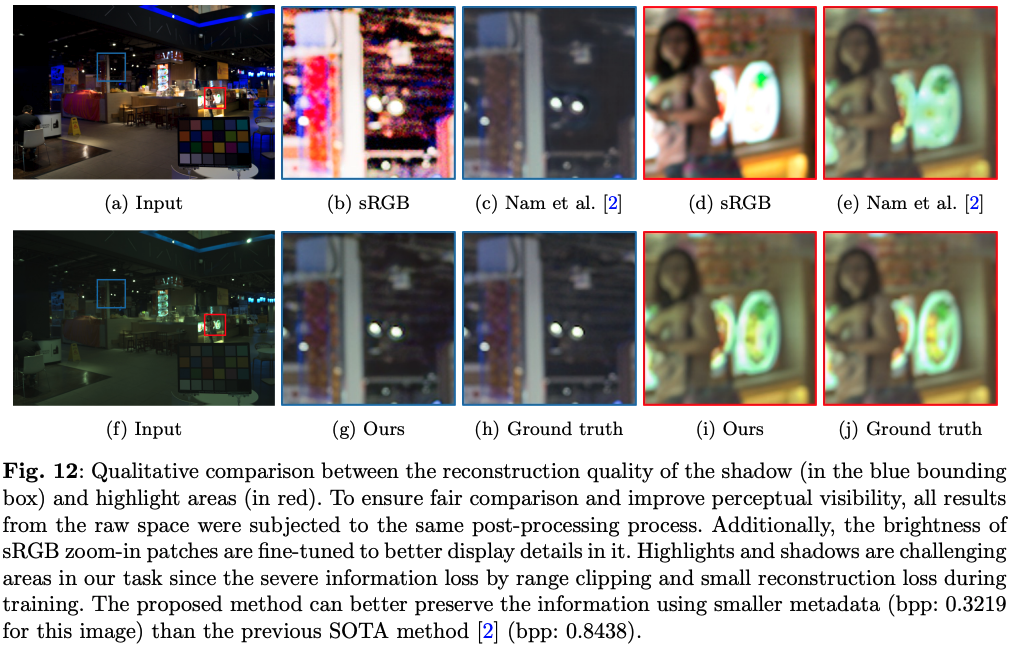 (a) Input
(b) sRGB
(c) Nam et al. [2]
(d) sRGB
(e) Nam et al. [2]
(f) Input
(g) Ours
(h) Ground truth
(i) Ours
(j) Ground truth
Fig. 12: Qualitative comparison between the reconstruction quality of the shadow (in the blue bounding
box) and highlight areas (in red). To ensure fair comparison and improve perceptual visibility, all results
from the raw space were subjected to the same post-processing process. Additionally, the brightness of
sRGB zoom-in patches are fine-tuned to better display details in it. Highlights and shadows are challenging
areas in our task since the severe information loss by range clipping and small reconstruction loss during
training. The proposed method can better preserve the information using smaller metadata (bpp: 0.3219
for this image) than the previous SOTA method [2] (bpp: 0.8438).